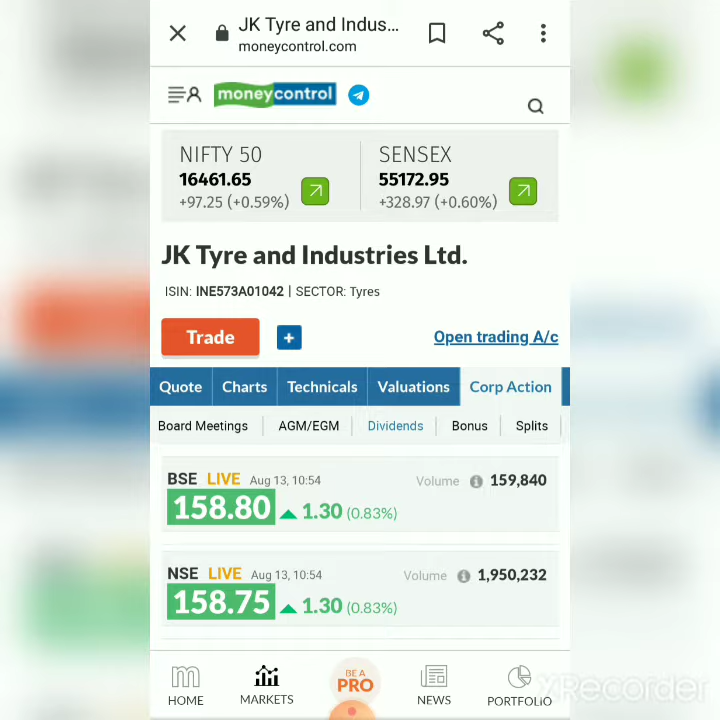 JK Tyre and Indus...
moneycontrol.com
moneycontrol
NIFTY 50
16461.65
+97.25 (+0.59%)
SENSEX
55172.95
+328.97 (+0.60%)
JK Tyre and Industries Ltd.
ISIN: INE573A01042 | SECTOR: Tyres
Trade + Open trading A/c
Quote Charts Technicals Valuations Corp Action
Board Meetings AGM/EGM Dividends Bonus Splits
BSE LIVE Aug 13, 10:54 Volume i 159,840
158.80 1.30 (0.83%)
NSE LIVE Aug 13, 10:54 Volume i 1,950,232
158.75 1.30 (0.83%)
HOME MARKETS BE A PRO NEWS PORTFOLiO
XRecorder